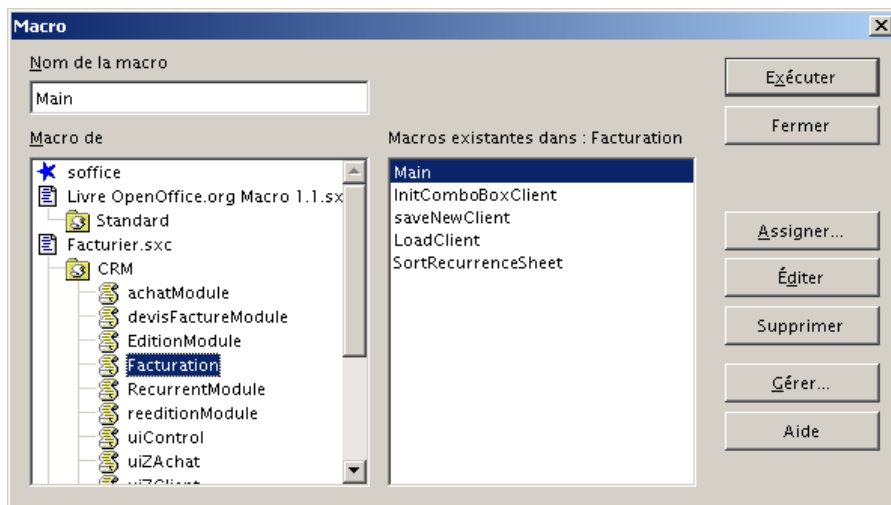 Macro
Nom de la macro
Main
Macro de
soffice
Livre OpenOffice.org Macro 1.1.sx
Standard
Facturier.sxc
CRM
achatModule
devisFactureModule
EditionModule
Facturation
RecurrentModule
reeditionModule
uiControl
uiZAchat
uiZClient
Macros existantes dans : Facturation
Main
InitComboBoxClient
saveNewClient
LoadClient
SortRecurrenceSheet
Exécuter
Fermer
Assigner...
Éditer
Supprimer
Gérer...
Aide